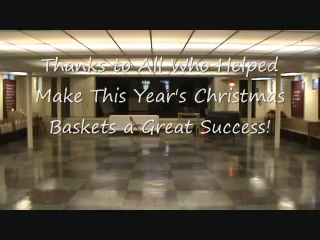 Thanks to All Who Helped
Make This Year's Christmas
Baskets a Great Success!